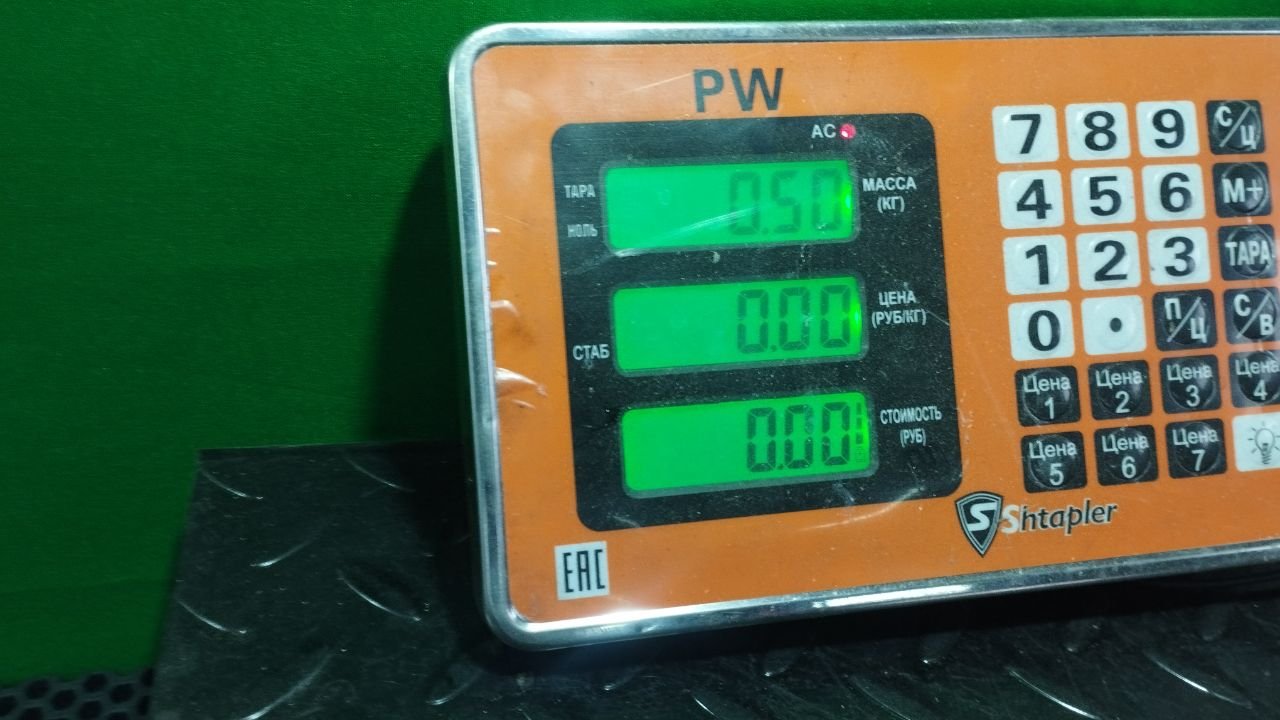 PW
AC
ТАРА
НОЛЬ
0.50
МАССА
(КГ)
0.00
ЦЕНА
(РУБ/КГ)
СТАБ
0.00
СТОИМОСТЬ
(РУБ)
7 8 9 С/Ц
4 5 6 М+
1 2 3 ТАРА
0 . П/Ц С/В
Цена 1 Цена 2 Цена 3 Цена 4
Цена 5 Цена 6 Цена 7
S Shtapler
EAC